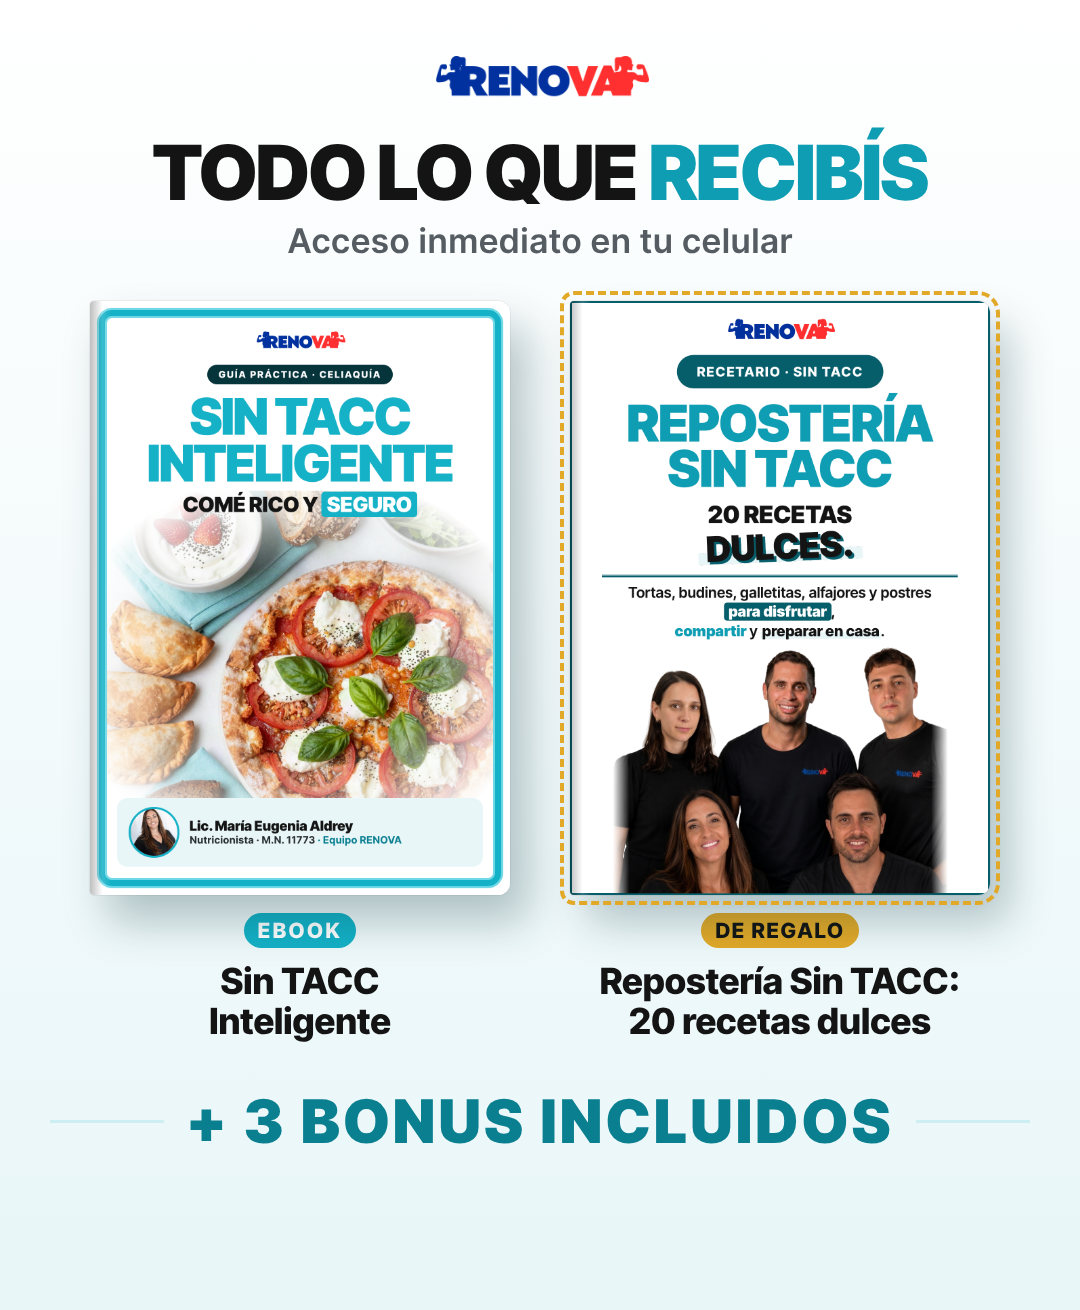 RENOVA
TODO LO QUE RECIBÍS
Acceso inmediato en tu celular
RENOVA
GUÍA PRÁCTICA · CELIAQUÍA
SIN TACC
INTELIGENTE
COMÉ RICO Y SEGURO
Lic. María Eugenia Aldrey
Nutricionista · M.N. 11773 · Equipo RENOVA
RENOVA
RECETARIO · SIN TACC
REPOSTERÍA
SIN TACC
20 RECETAS
DULCES.
Tortas, budines, galletitas, alfajores y postres
para disfrutar,
compartir y preparar en casa.
RENOVA
RENOVA
EBOOK
Sin TACC
Inteligente
DE REGALO
Repostería Sin TACC:
20 recetas dulces
+ 3 BONUS INCLUIDOS